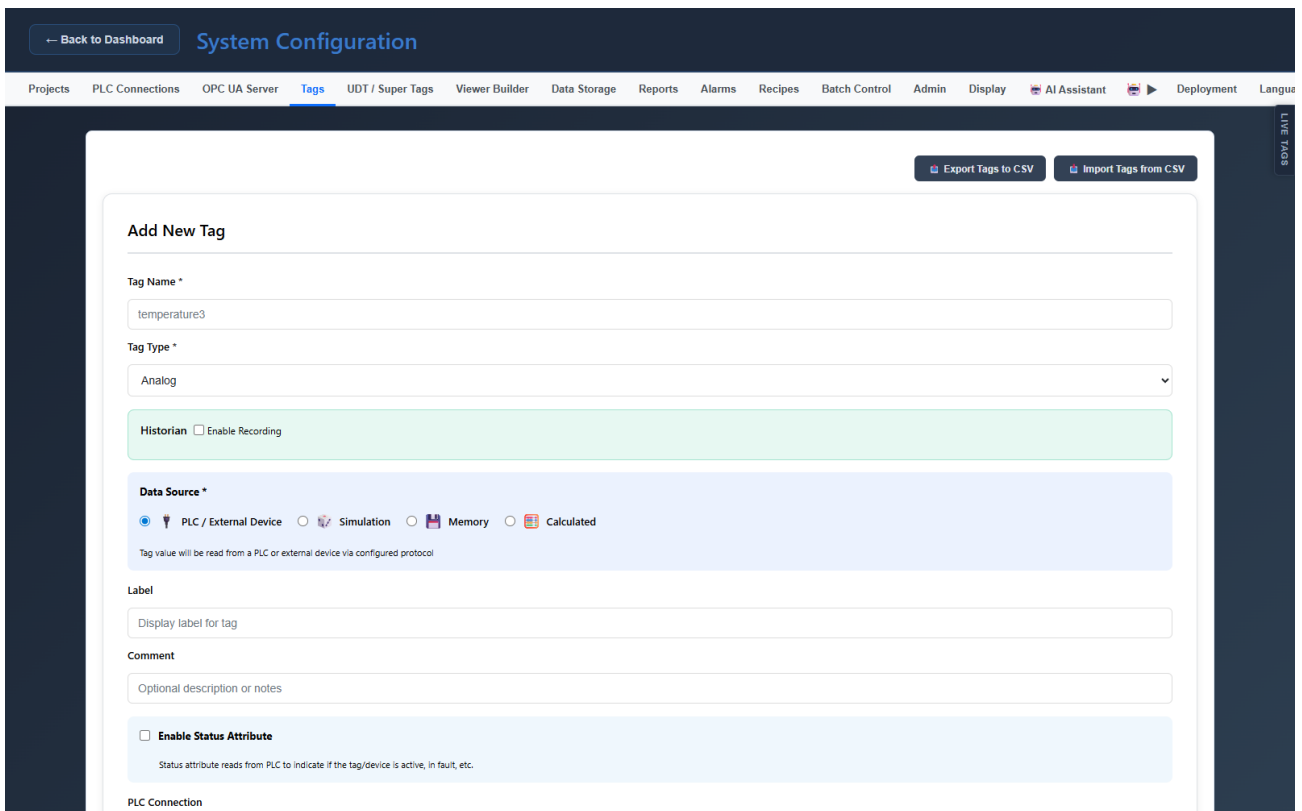 ← Back to Dashboard
System Configuration
Projects PLC Connections OPC UA Server Tags UDT / Super Tags Viewer Builder Data Storage Reports Alarms Recipes Batch Control Admin Display AI Assistant Deployment Langua
LIVE TAGS
Export Tags to CSV Import Tags from CSV
Add New Tag
Tag Name *
temperature3
Tag Type *
Analog
Historian Enable Recording
Data Source *
PLC / External Device Simulation Memory Calculated
Tag value will be read from a PLC or external device via configured protocol
Label
Display label for tag
Comment
Optional description or notes
Enable Status Attribute
Status attribute reads from PLC to indicate if the tag/device is active, in fault, etc.
PLC Connection